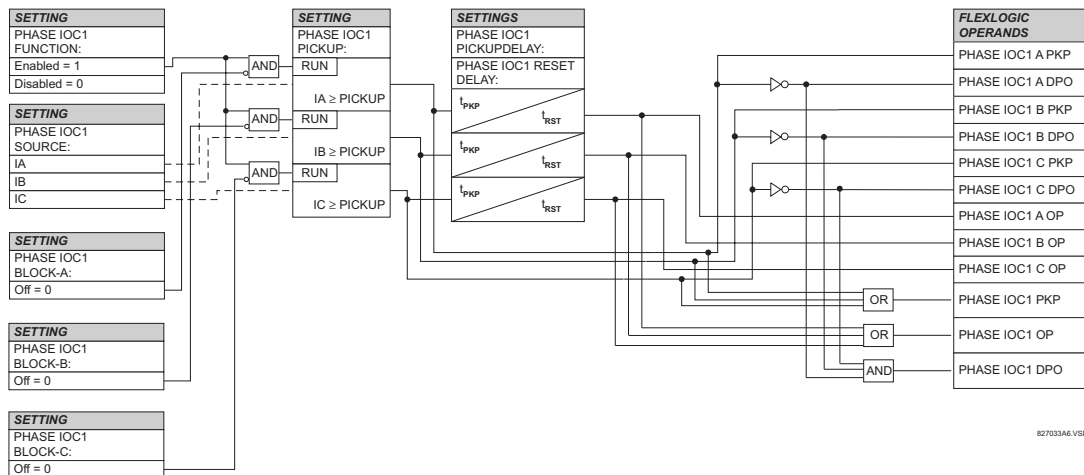 SETTING
PHASE IOC1
FUNCTION:
Enabled = 1
Disabled = 0
SETTING
PHASE IOC1
SOURCE:
IA
IB
IC
SETTING
PHASE IOC1
BLOCK-A:
Off = 0
SETTING
PHASE IOC1
BLOCK-B:
Off = 0
SETTING
PHASE IOC1
BLOCK-C:
Off = 0
AND
AND
AND
SETTING
PHASE IOC1
PICKUP:
RUN
IA ≥ PICKUP
RUN
IB ≥ PICKUP
RUN
IC ≥ PICKUP
SETTINGS
PHASE IOC1
PICKUPDELAY:
PHASE IOC1 RESET
DELAY:
tPKP
tRST
tPKP
tRST
tPKP
tRST
OR
OR
AND
FLEXLOGIC
OPERANDS
PHASE IOC1 A PKP
PHASE IOC1 A DPO
PHASE IOC1 B PKP
PHASE IOC1 B DPO
PHASE IOC1 C PKP
PHASE IOC1 C DPO
PHASE IOC1 A OP
PHASE IOC1 B OP
PHASE IOC1 C OP
PHASE IOC1 PKP
PHASE IOC1 OP
PHASE IOC1 DPO